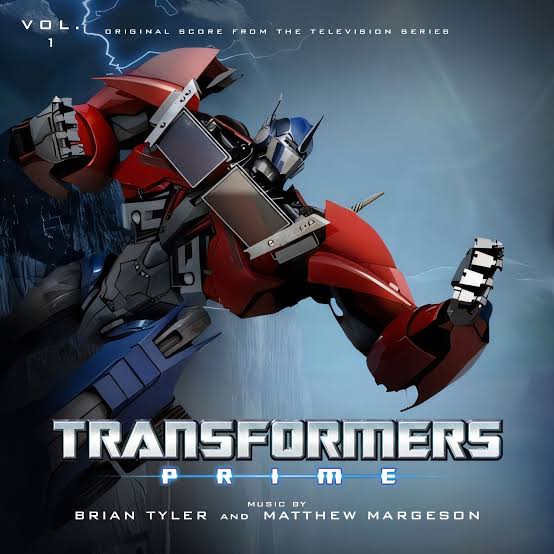 VOL.
1
ORIGINAL SCORE FROM THE TELEVISION SERIES
TRANSFORMERS
PRIME
MUSIC BY
BRIAN TYLER AND MATTHEW MARGESON